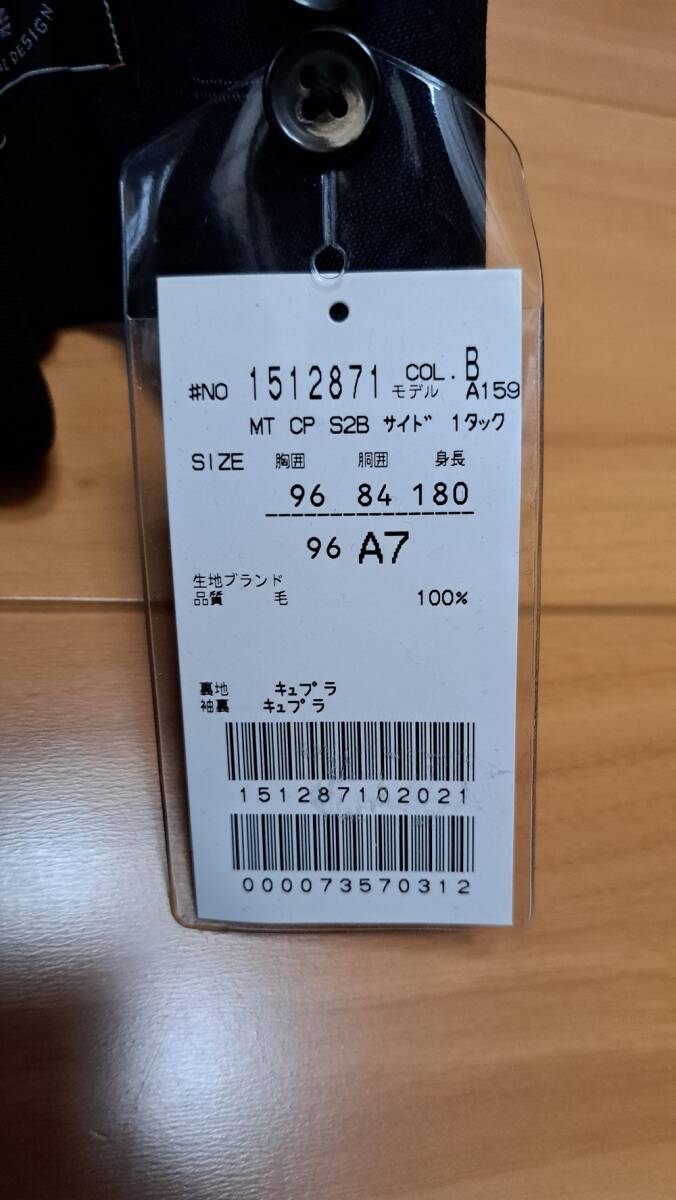 DESIGN
#NO 1512871 COL. B
モデル A159
MT CP S2B サイド 1タック
SIZE 胸囲 胴囲 身長
96 84 180
96 A7
生地ブランド
品質 毛 100%
裏地 キュプラ
袖裏 キュプラ
151287102021
000073570312